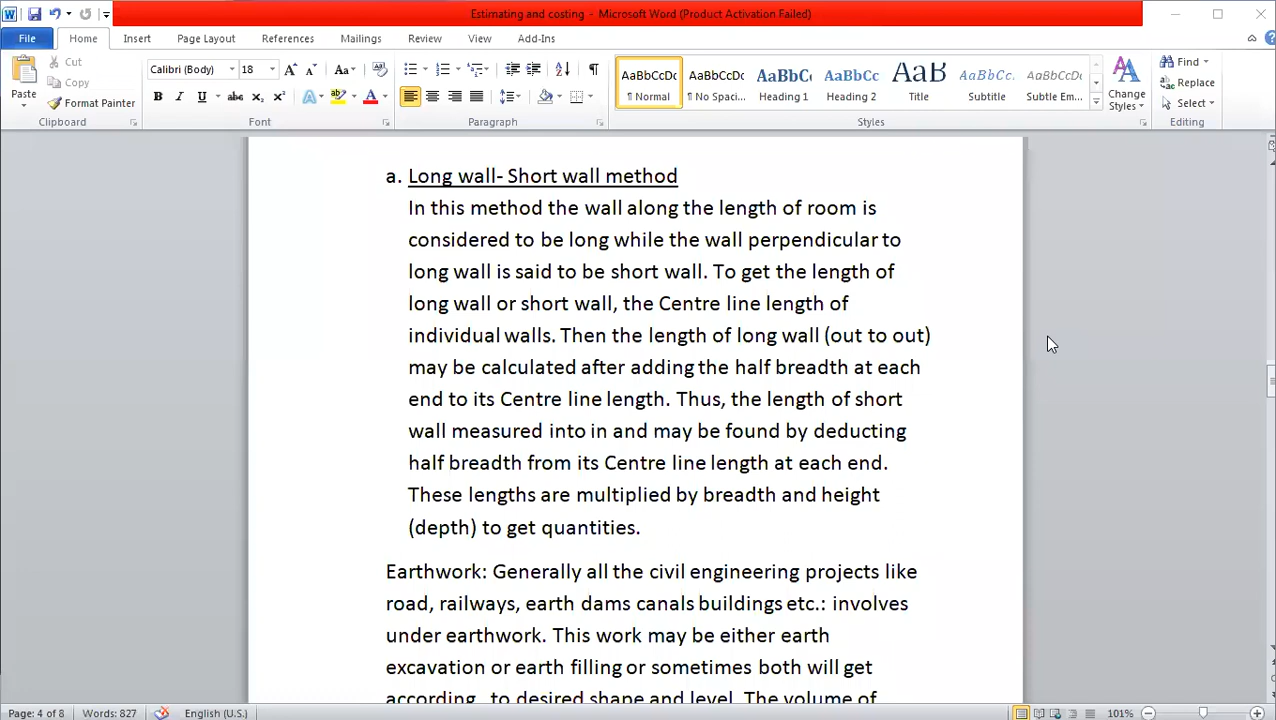 Estimating and costing - Microsoft Word (Product Activation Failed)
File Home Insert Page Layout References Mailings Review View Add-Ins
Paste
Cut
Copy
Format Painter
Clipboard
Calibri (Body) 18
Font
Paragraph
AaBbCcDc AaBbCcDc AaBbC AaBbCc AaB AaBbCc. AaBbCcDc
¶ Normal ¶ No Spaci... Heading 1 Heading 2 Title Subtitle Subtle Em...
Change Styles
Styles
Find
Replace
Select
Editing
a. Long wall- Short wall method
In this method the wall along the length of room is
considered to be long while the wall perpendicular to
long wall is said to be short wall. To get the length of
long wall or short wall, the Centre line length of
individual walls. Then the length of long wall (out to out)
may be calculated after adding the half breadth at each
end to its Centre line length. Thus, the length of short
wall measured into in and may be found by deducting
half breadth from its Centre line length at each end.
These lengths are multiplied by breadth and height
(depth) to get quantities.
Earthwork: Generally all the civil engineering projects like
road, railways, earth dams canals buildings etc.: involves
under earthwork. This work may be either earth
excavation or earth filling or sometimes both will get
according to desired shape and level. The volume of
Page: 4 of 8 Words: 827 English (U.S.) 101%